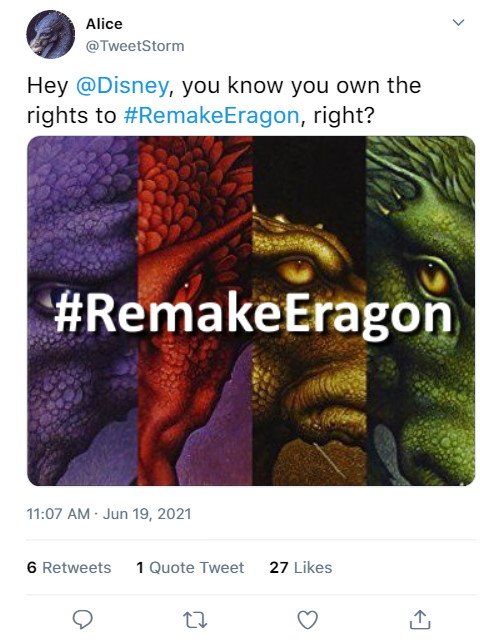 Alice
@TweetStorm
Hey @Disney, you know you own the
rights to #RemakeEragon, right?
#RemakeEragon
11:07 AM · Jun 19, 2021
6 Retweets 1 Quote Tweet 27 Likes